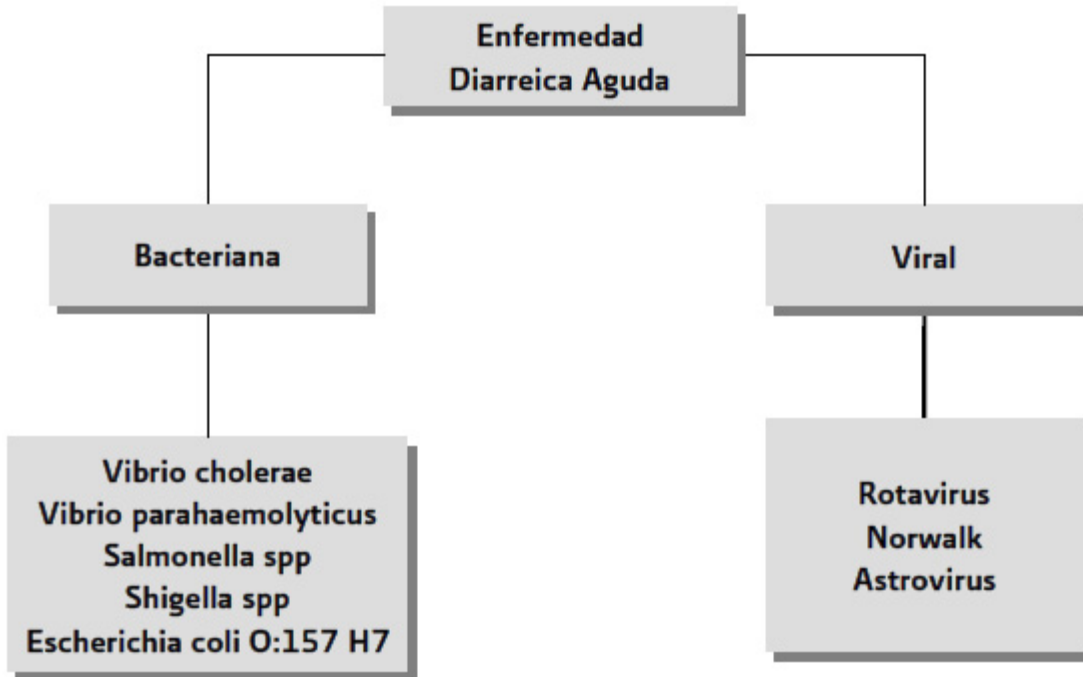 Enfermedad
Diarreica Aguda
Bacteriana
Viral
Vibrio cholerae
Vibrio parahaemolyticus
Salmonella spp
Shigella spp
Escherichia coli O:157 H7
Rotavirus
Norwalk
Astrovirus